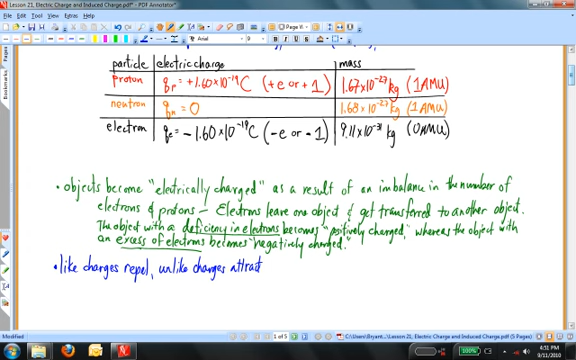 Lesson 21, Electric Charge and Induced Charge.pdf - PDF Annotator
File Edit View
Arial
particle electric charge mass
proton qp = +1.60×10⁻¹⁹C (+e or +1) 1.67×10⁻²⁷kg (1AMU)
neutron qn = 0 1.68×10⁻²⁷kg (1AMU)
electron qe = -1.60×10⁻¹⁹C (-e or -1) 9.11×10⁻³¹kg (0AMU)
• objects become "eletrically charged" as a result of an imbalance in the number of
electrons & protons - Electrons leave one object & get transferred to another object.
The object with a deficiency in electrons becomes "positively charged," whereas the object with
an excess of electrons becomes "negatively charged."
• like charges repel, unlike charges attract
Modified
1 of 5
100%
4:51 PM
9/11/2010